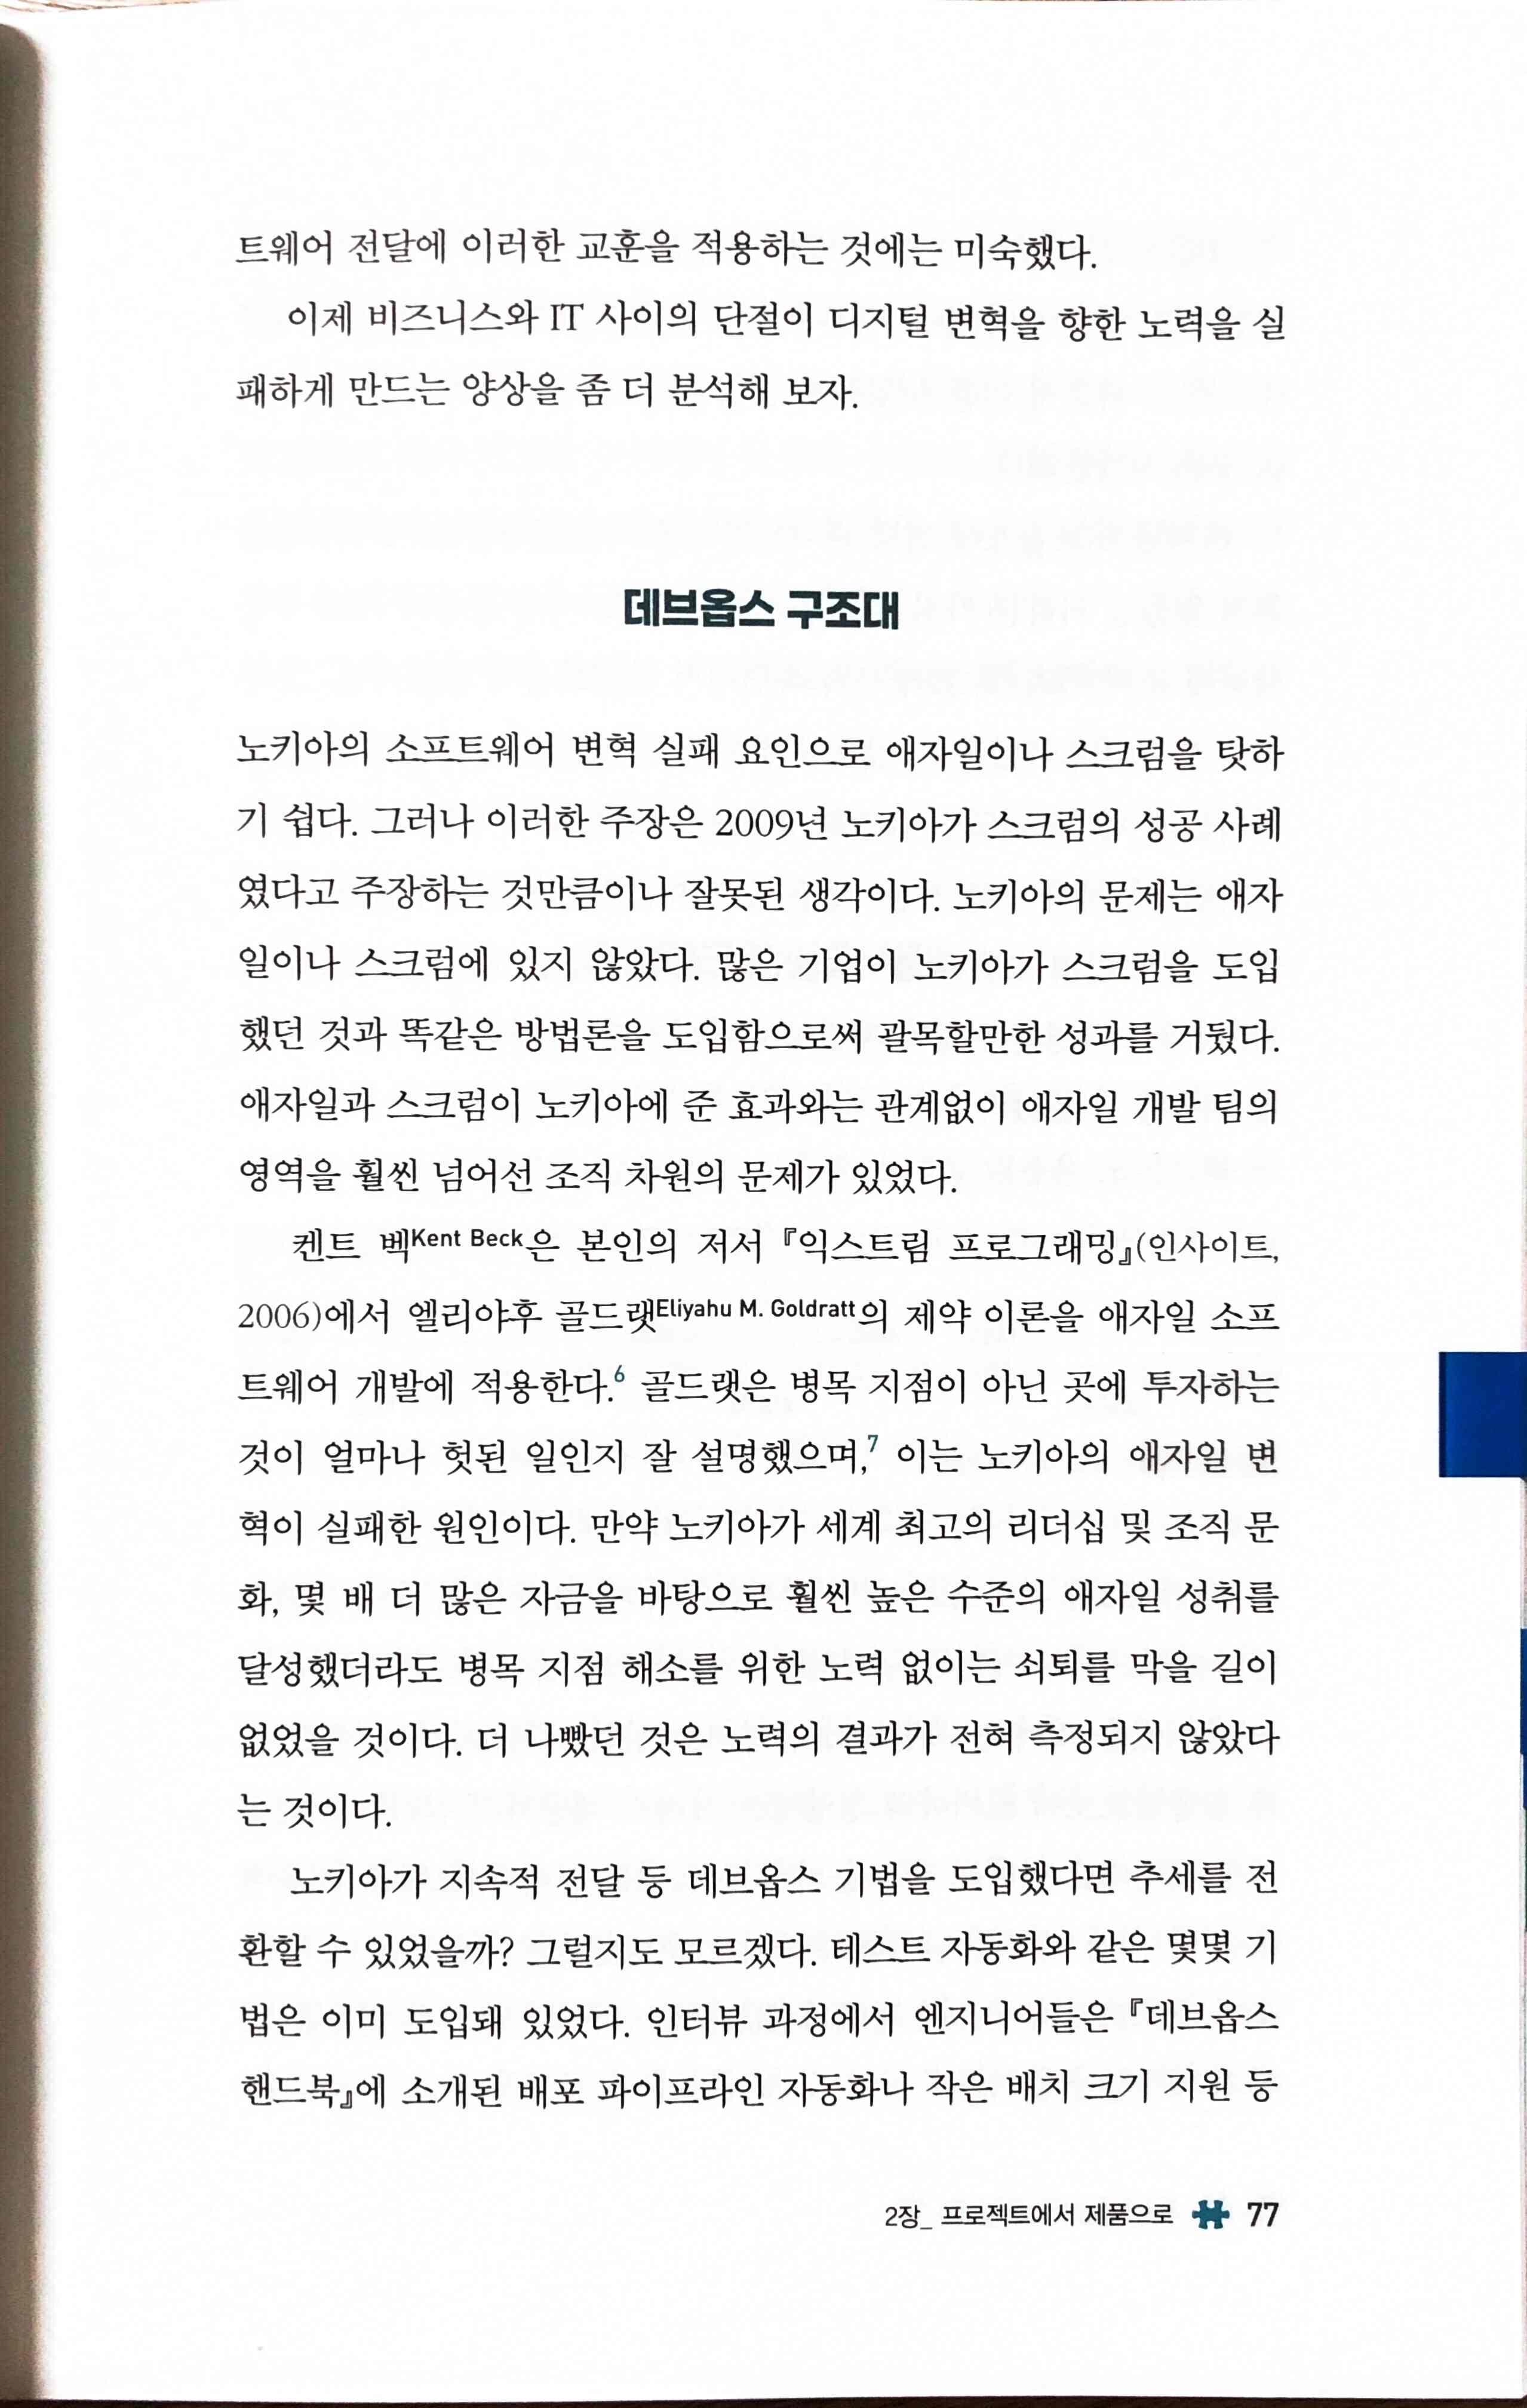 트웨어 전달에 이러한 교훈을 적용하는 것에는 미숙했다.
이제 비즈니스와 IT 사이의 단절이 디지털 변혁을 향한 노력을 실
패하게 만드는 양상을 좀 더 분석해 보자.
데브옵스 구조대
노키아의 소프트웨어 변혁 실패 요인으로 애자일이나 스크럼을 탓하
기 쉽다. 그러나 이러한 주장은 2009년 노키아가 스크럼의 성공 사례
였다고 주장하는 것만큼이나 잘못된 생각이다. 노키아의 문제는 애자
일이나 스크럼에 있지 않았다. 많은 기업이 노키아가 스크럼을 도입
했던 것과 똑같은 방법론을 도입함으로써 괄목할만한 성과를 거뒀다.
애자일과 스크럼이 노키아에 준 효과와는 관계없이 애자일 개발 팀의
영역을 훨씬 넘어선 조직 차원의 문제가 있었다.
켄트 벡Kent Beck은 본인의 저서 『익스트림 프로그래밍』(인사이트,
2006)에서 엘리야후 골드랫Eliyahu M. Goldratt의 제약 이론을 애자일 소프
트웨어 개발에 적용한다.6 골드랫은 병목 지점이 아닌 곳에 투자하는
것이 얼마나 헛된 일인지 잘 설명했으며,7 이는 노키아의 애자일 변
혁이 실패한 원인이다. 만약 노키아가 세계 최고의 리더십 및 조직 문
화, 몇 배 더 많은 자금을 바탕으로 훨씬 높은 수준의 애자일 성취를
달성했더라도 병목 지점 해소를 위한 노력 없이는 쇠퇴를 막을 길이
없었을 것이다. 더 나빴던 것은 노력의 결과가 전혀 측정되지 않았다
는 것이다.
노키아가 지속적 전달 등 데브옵스 기법을 도입했다면 추세를 전
환할 수 있었을까? 그럴지도 모르겠다. 테스트 자동화와 같은 몇몇 기
법은 이미 도입돼 있었다. 인터뷰 과정에서 엔지니어들은 『데브옵스
핸드북』에 소개된 배포 파이프라인 자동화나 작은 배치 크기 지원 등
2장_ 프로젝트에서 제품으로 77